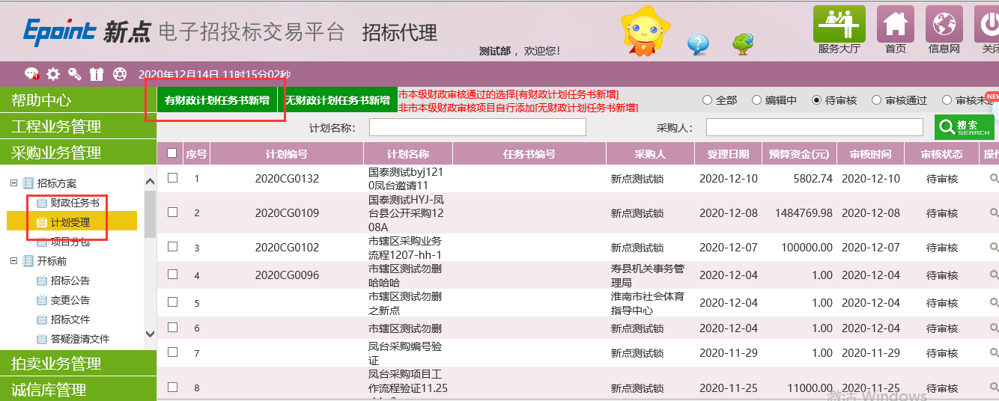 Epoint 新点 电子招投标交易平台 招标代理
测试部 ，欢迎您!
服务大厅 首页 信息网 关闭
2020年12月14日 11时15分02秒
帮助中心
工程业务管理
采购业务管理
招标方案
财政任务书
计划受理
项目分包
开标前
招标公告
变更公告
招标文件
答疑澄清文件
拍卖业务管理
诚信库管理
有财政计划任务书新增 无财政计划任务书新增
市本级财政审核通过的选择[有财政计划任务书新增]
非市本级财政审核项目自行添加[无财政计划任务书新增]
全部 编辑中 待审核 审核通过 审核未
NEW
计划名称： 采购人： 搜索
SEARCH
序号 计划编号 计划名称 任务书编号 采购人 受理日期 预算资金(元) 审核时间 审核状态 操作
1 2020CG0132 国泰测试byj121 新点测试锁 2020-12-10 5802.74 2020-12-10 待审核
0凤台邀请11
2 2020CG0109 国泰测试HYJ-凤 新点测试锁 2020-12-08 1484769.98 2020-12-08 待审核
台县公开采购12
08A
3 2020CG0102 市辖区采购业务 新点测试锁 2020-12-07 100000.00 2020-12-07 待审核
流程1207-hh-1
4 2020CG0096 市辖区测试勿删 寿县机关事务管 2020-12-04 1.00 2020-12-04 待审核
哈哈哈 理局
5 市辖区测试勿删 淮南市社会体育 2020-12-04 1.00 2020-12-04 待审核
之新点 指导中心
6 市辖区测试勿删 新点测试锁 2020-12-04 1.00 2020-12-04 待审核
7 凤台采购编号验 新点测试锁 2020-11-29 1.00 2020-11-29 待审核
证
8 凤台采购项目工 新点测试锁 2020-11-25 11000.00 2020-11-25 待审核
作流程验证11.25
激活 Windows